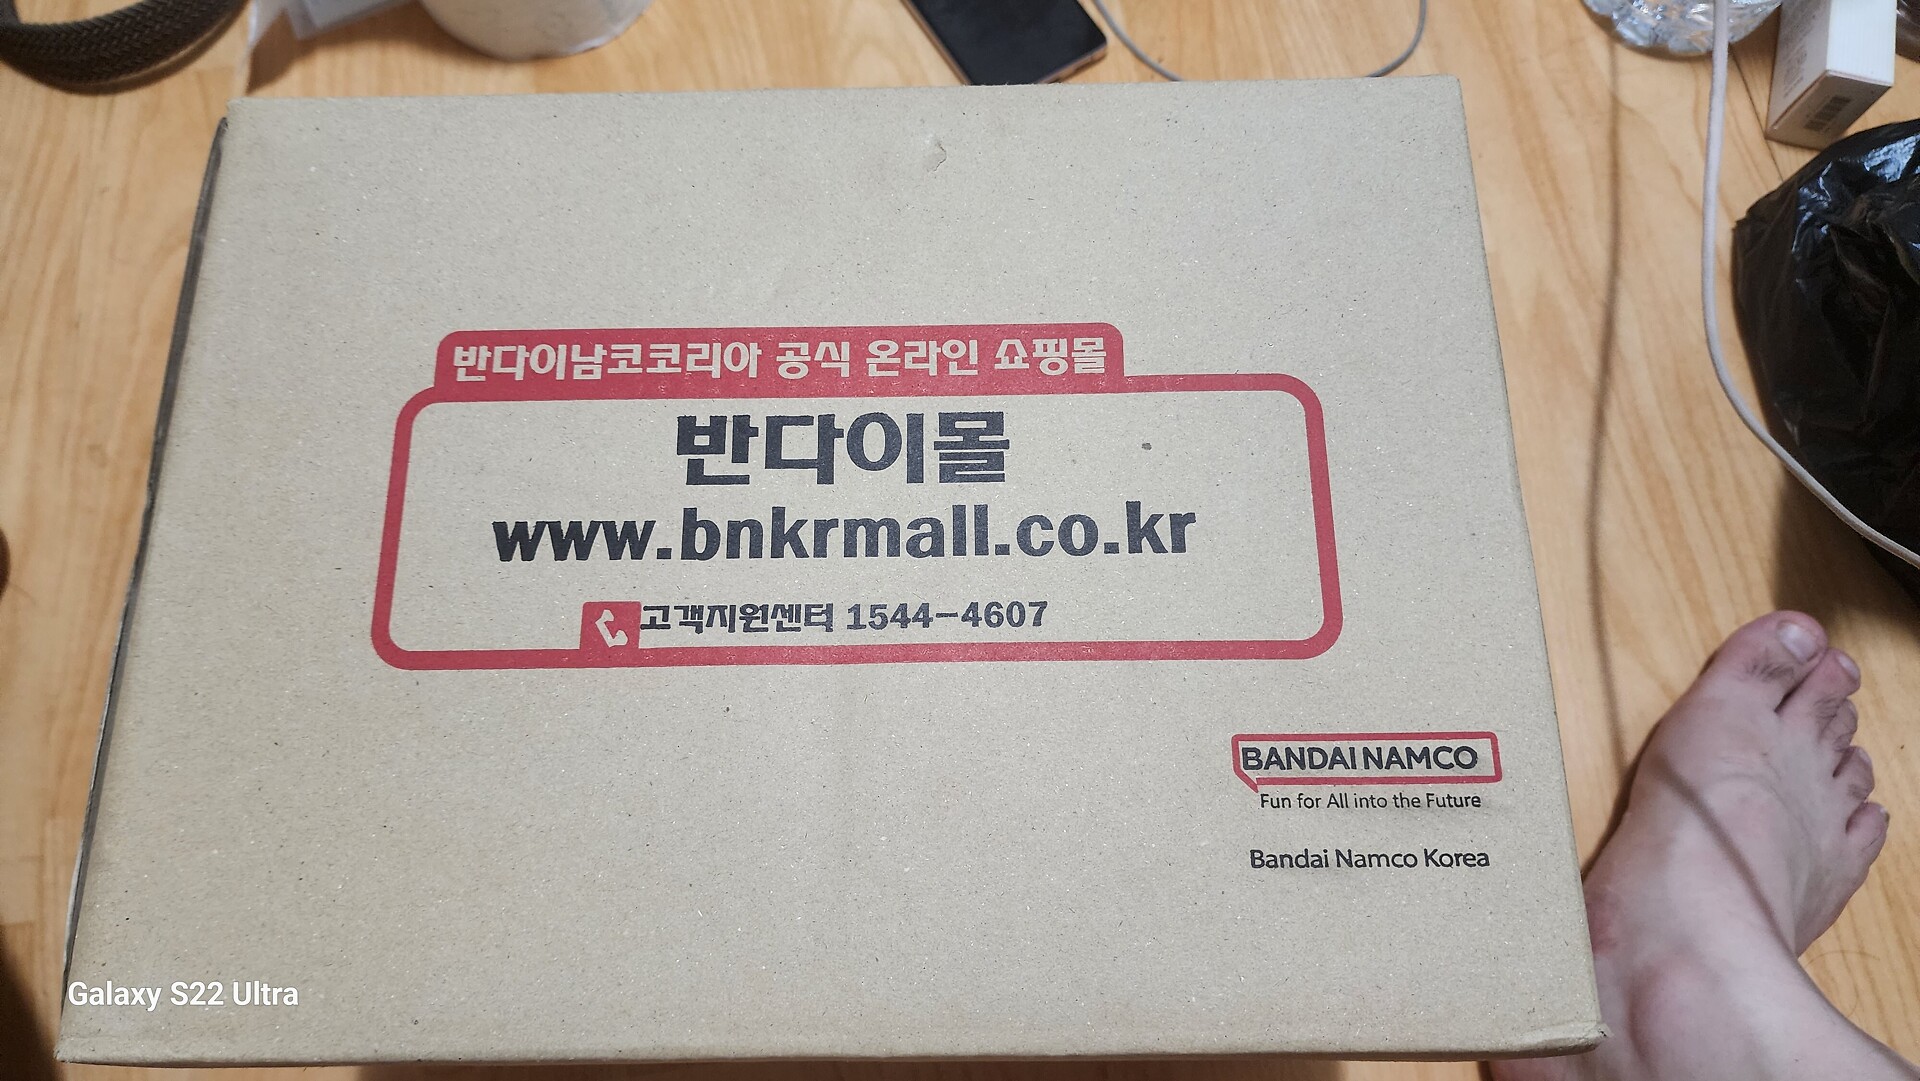 반다이남코코리아 공식 온라인 쇼핑몰
반다이몰
www.bnkrmall.co.kr
고객지원센터 1544-4607
BANDAI NAMCO
Fun for All into the Future
Bandai Namco Korea
Galaxy S22 Ultra